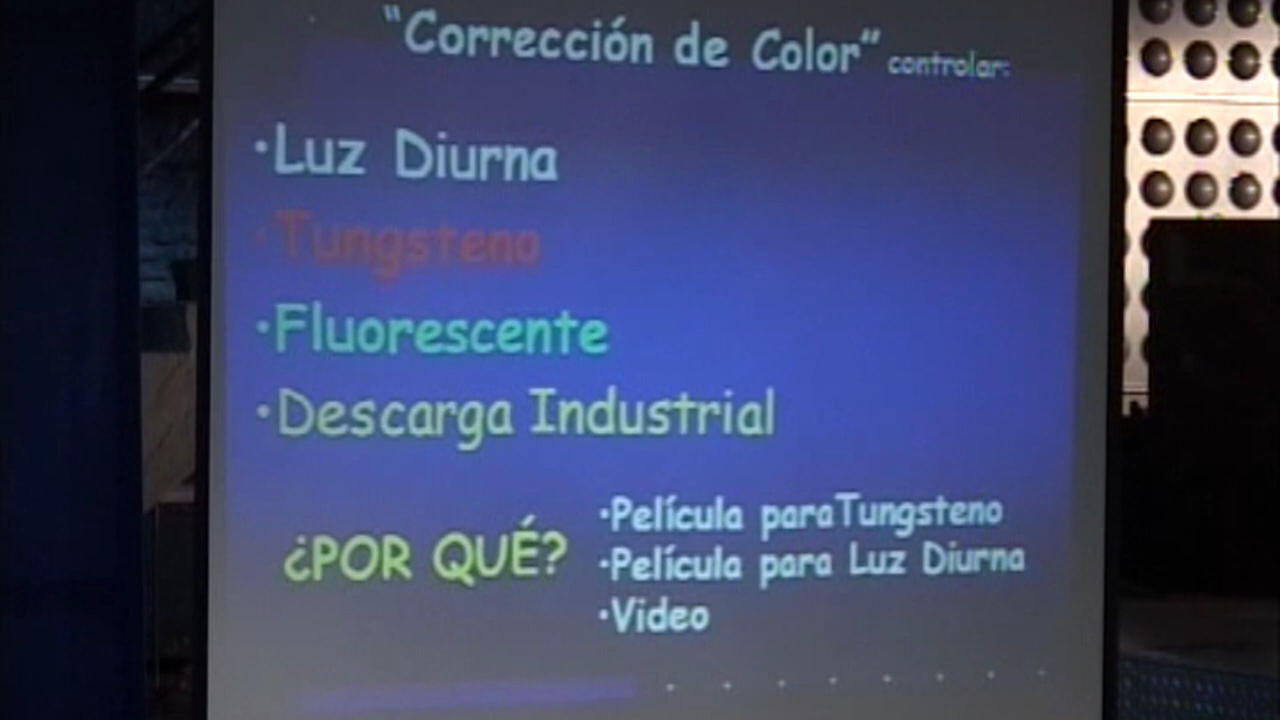 “Corrección de Color” controlar:
•Luz Diurna
•Tungsteno
•Fluorescente
•Descarga Industrial
¿POR QUÉ?
•Película paraTungsteno
•Película para Luz Diurna
•Video